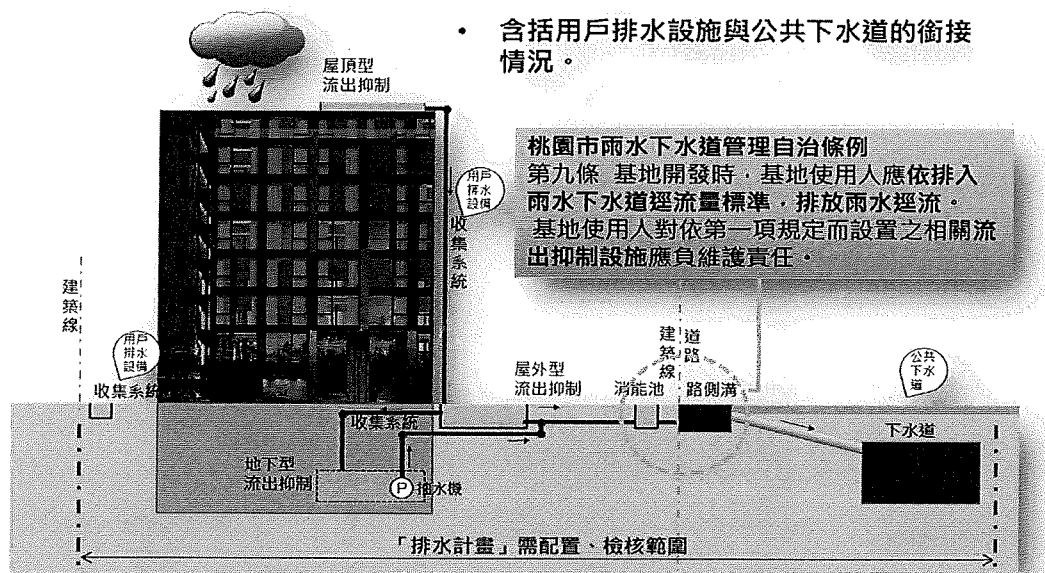 • 含括用戶排水設施與公共下水道的銜接
情況。
屋頂型
流出抑制
桃園市雨水下水道管理自治條例
第九條 基地開發時，基地使用人應依排入
雨水下水道逕流量標準，排放雨水逕流。
基地使用人對依第一項規定而設置之相關流
出抑制設施應負維護責任。
用戶
排水
設備
收集系統
建築線
用戶
排水
設備
收集系統
收集系統
地下型
流出抑制
P
抽水機
屋外型
流出抑制
消能池
建築線
道路
路側溝
公共
下水
道
下水道
「排水計畫」需配置、檢核範圍